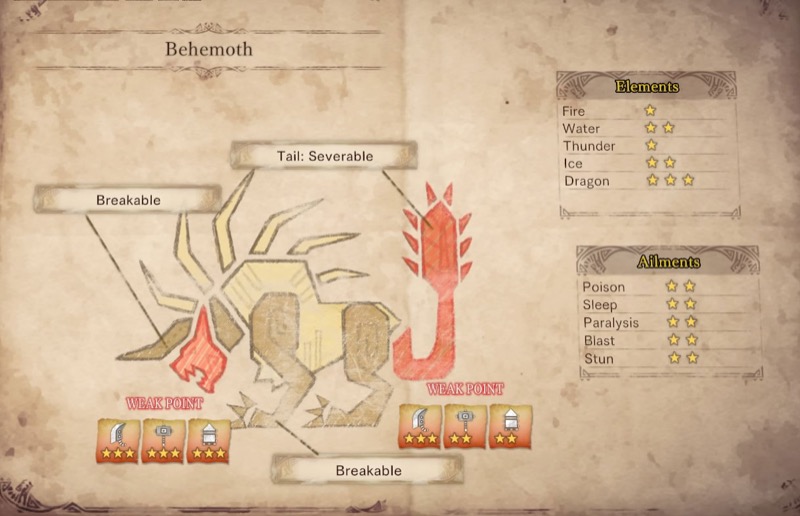 Behemoth
Elements
Fire
Water
Thunder
Ice
Dragon
Tail: Severable
Breakable
Ailments
Poison
Sleep
Paralysis
Blast
Stun
WEAK POINT
WEAK POINT
Breakable